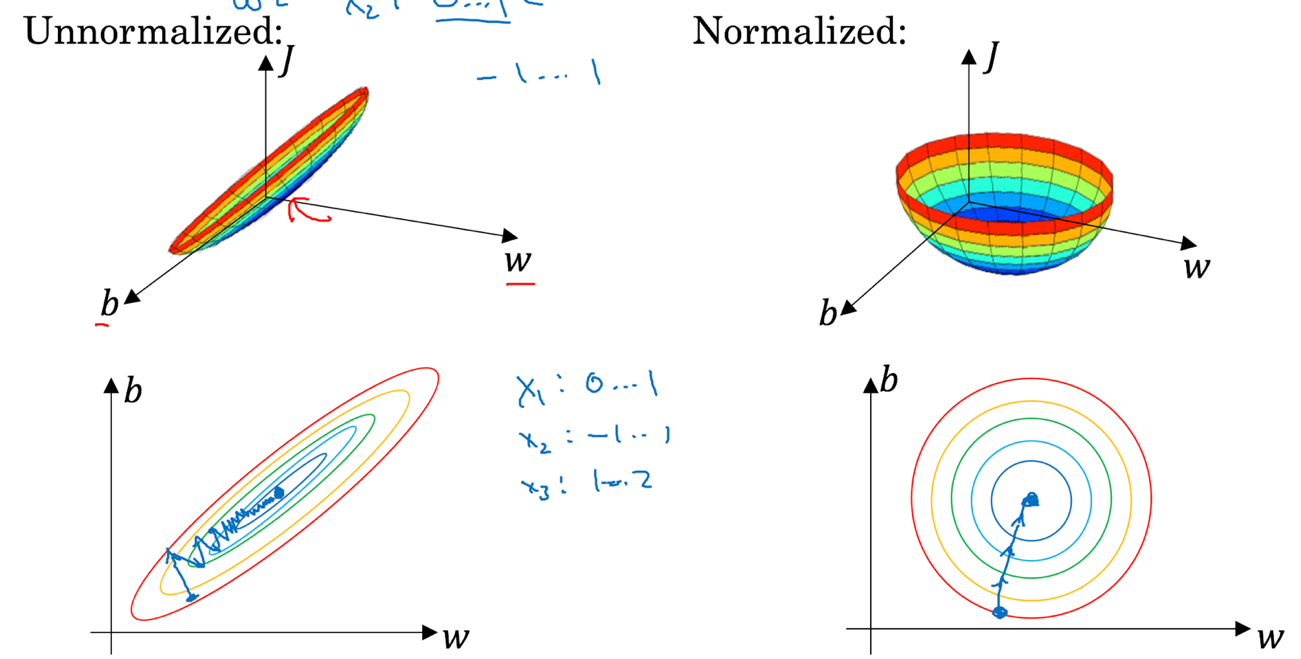 Unnormalized:
Normalized:
J
-1...1
w
b
J
w
b
b
w
x₁: 0...1
x₂: -1..1
x₃: 1...2
b
w